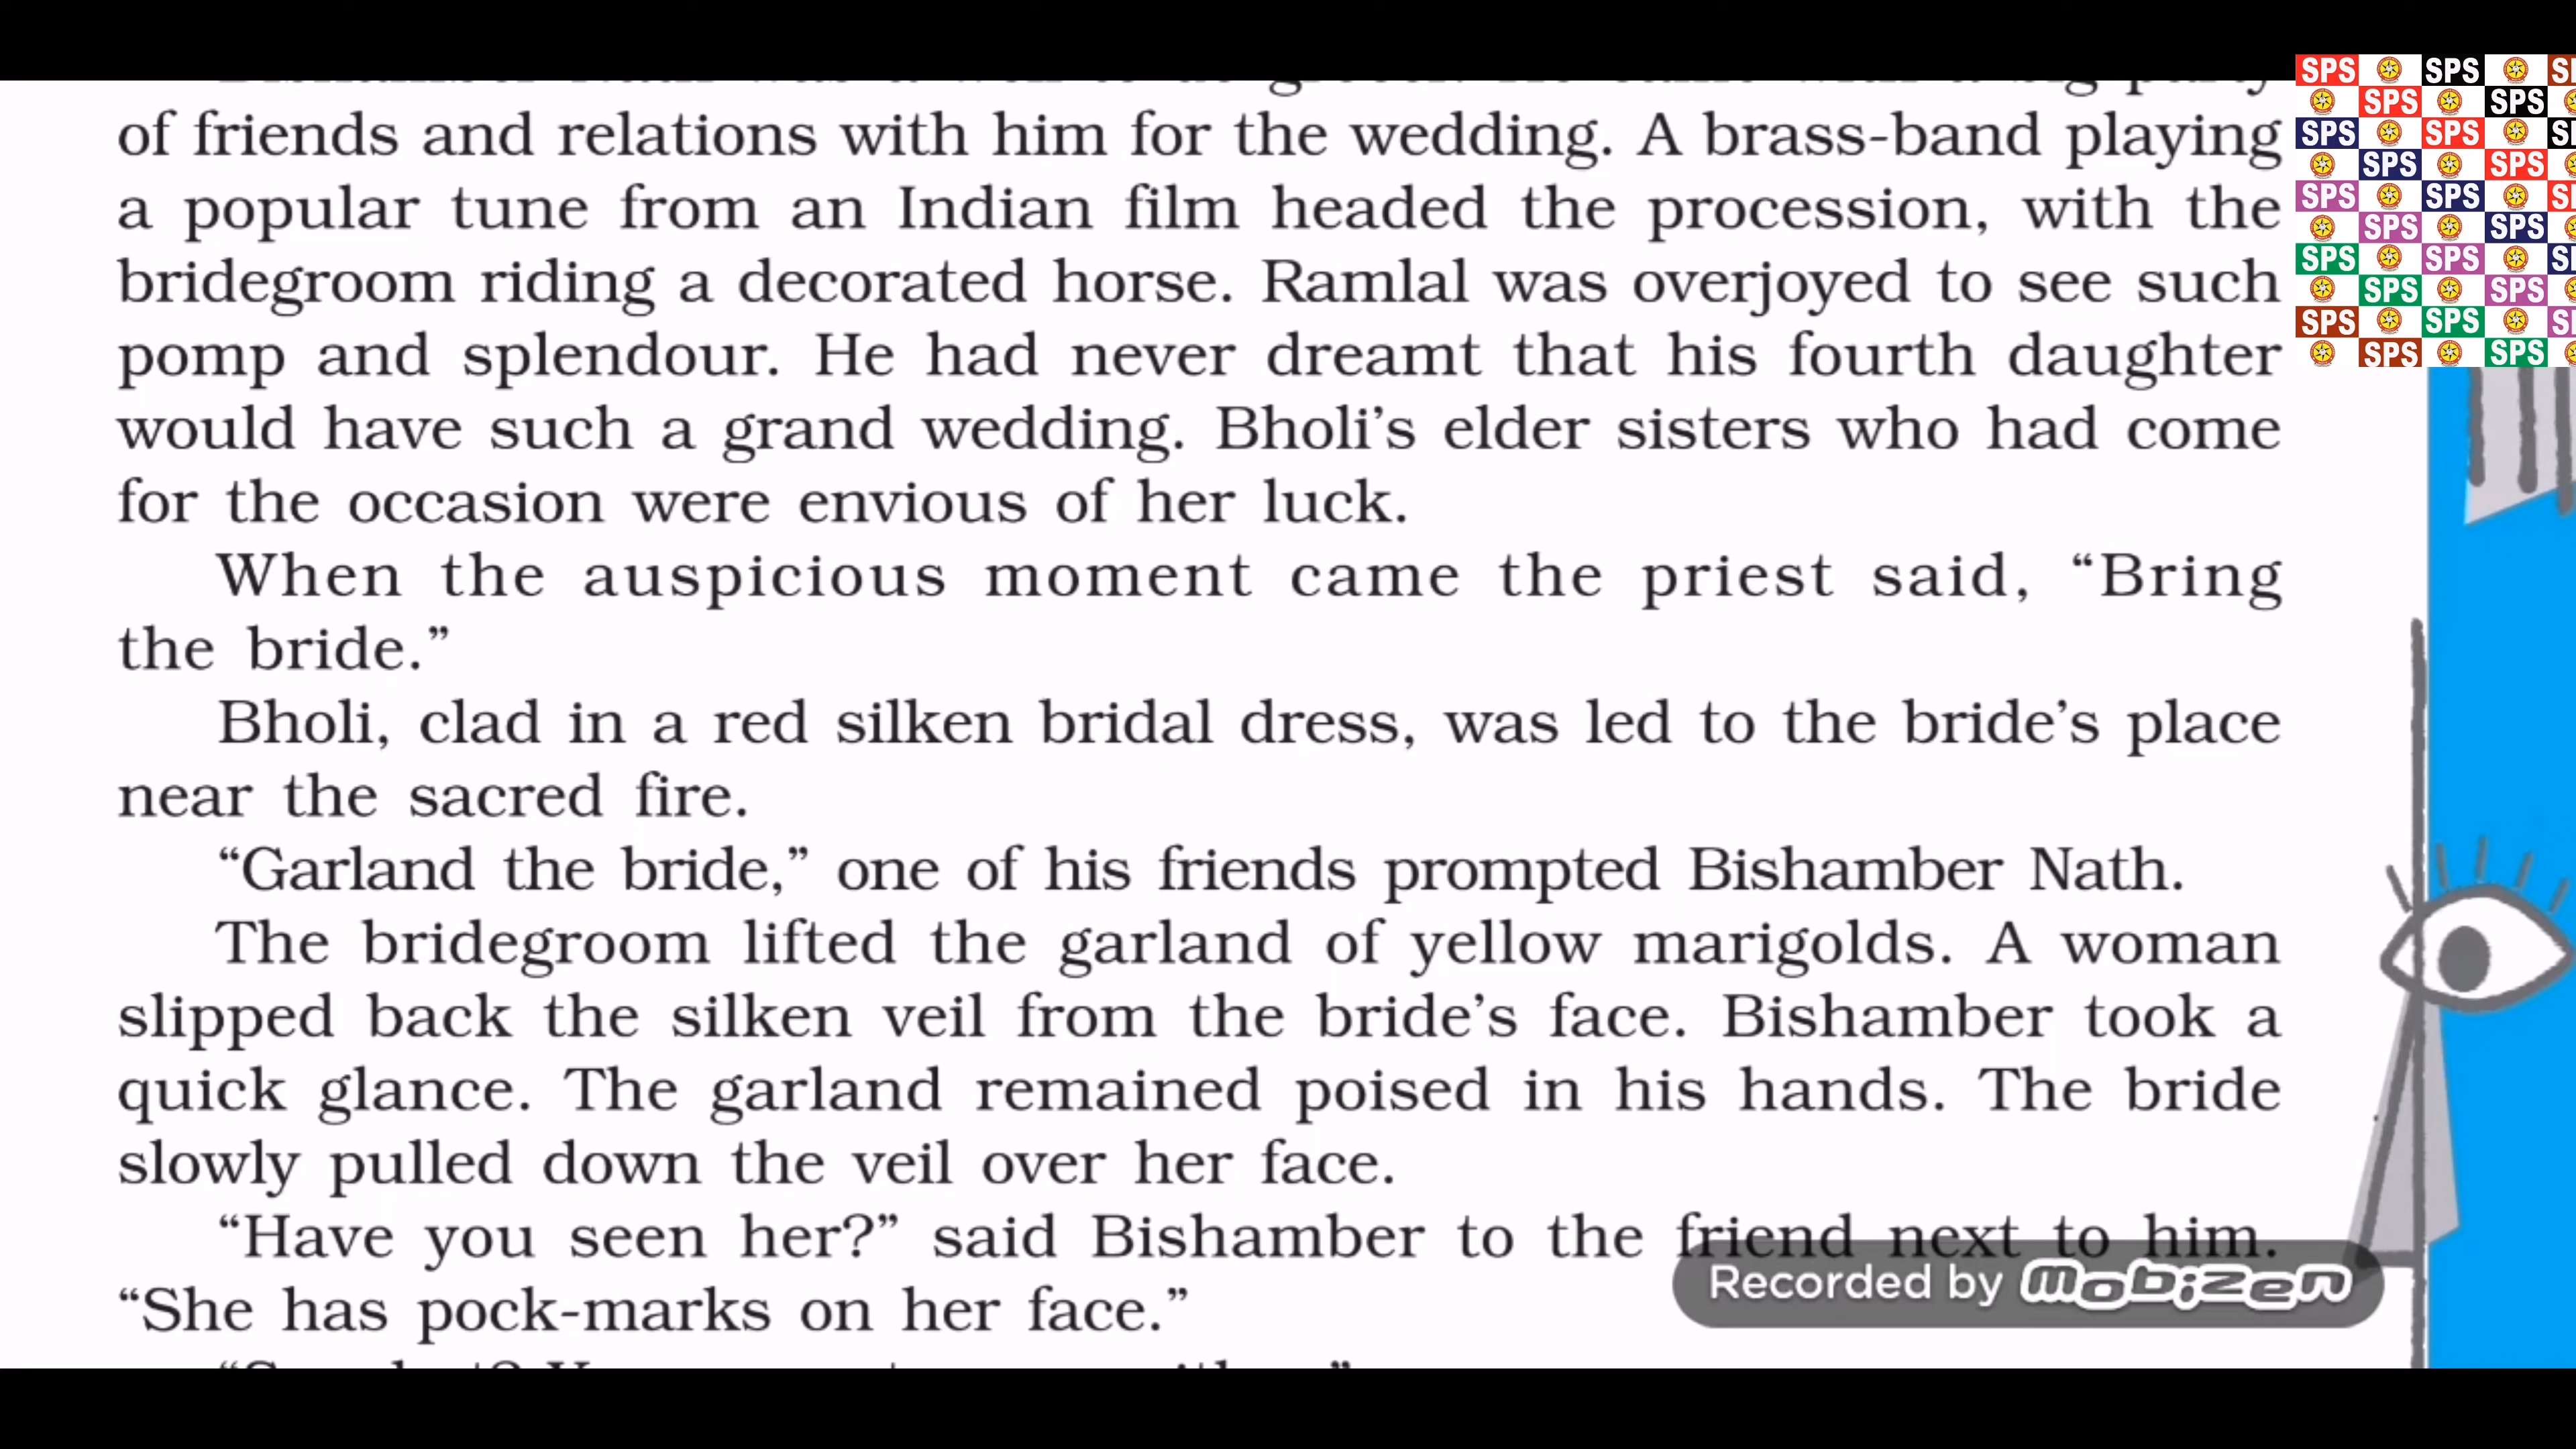 of friends and relations with him for the wedding. A brass-band playing
a popular tune from an Indian film headed the procession, with the
bridegroom riding a decorated horse. Ramlal was overjoyed to see such
pomp and splendour. He had never dreamt that his fourth daughter
would have such a grand wedding. Bholi’s elder sisters who had come
for the occasion were envious of her luck.
When the auspicious moment came the priest said, “Bring
the bride.”
Bholi, clad in a red silken bridal dress, was led to the bride’s place
near the sacred fire.
“Garland the bride,” one of his friends prompted Bishamber Nath.
The bridegroom lifted the garland of yellow marigolds. A woman
slipped back the silken veil from the bride’s face. Bishamber took a
quick glance. The garland remained poised in his hands. The bride
slowly pulled down the veil over her face.
“Have you seen her?” said Bishamber to the friend next to him.
“She has pock-marks on her face.”
Recorded by mobizen
SPS SPS
SPS SPS
SPS SPS
SPS SPS
SPS SPS
SPS SPS
SPS SPS
SPS SPS
SPS SPS
SPS SPS